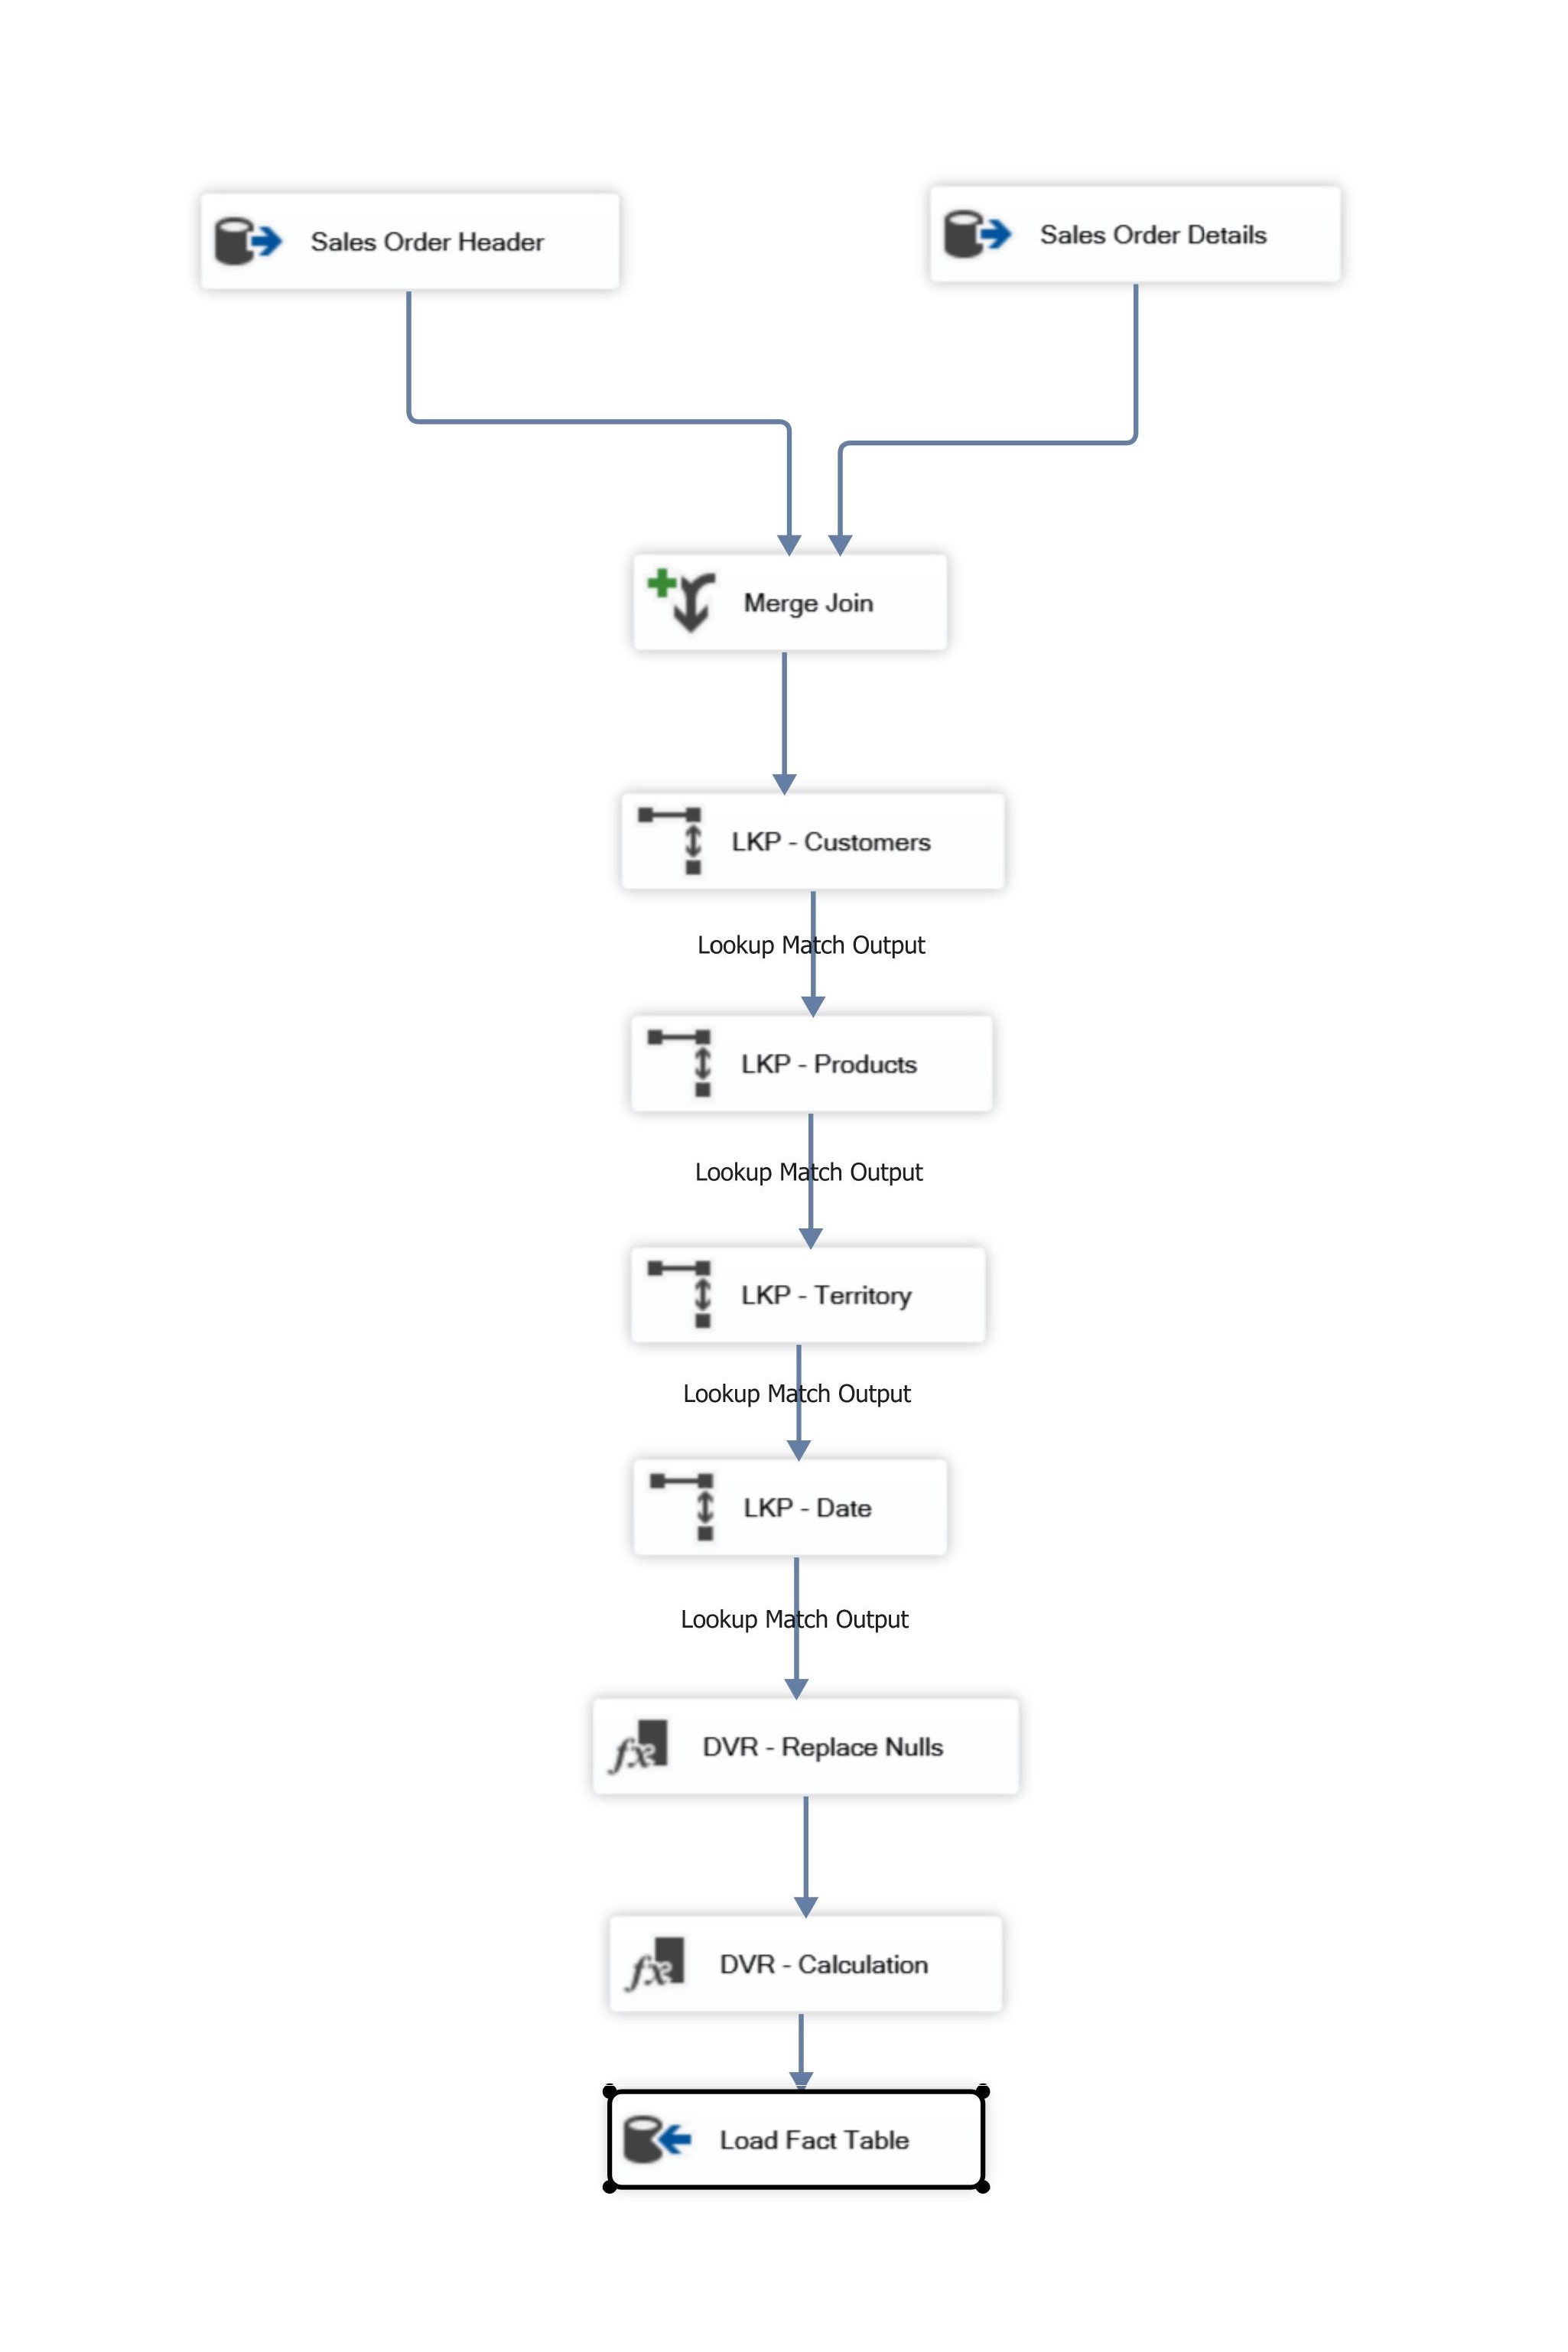 Sales Order Header
Sales Order Details
Merge Join
LKP - Customers
Lookup Match Output
LKP - Products
Lookup Match Output
LKP - Territory
Lookup Match Output
LKP - Date
Lookup Match Output
DVR - Replace Nulls
DVR - Calculation
Load Fact Table